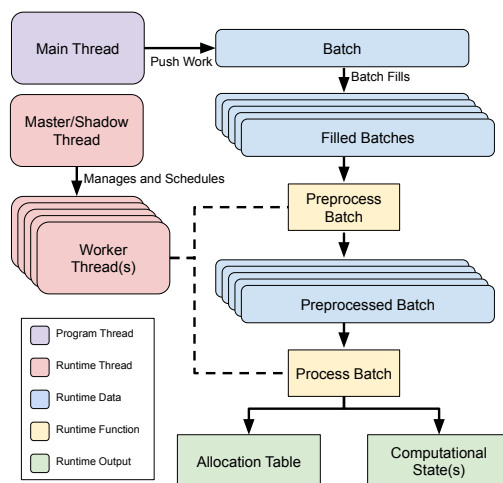 Main Thread
Push Work
Batch
Batch Fills
Master/Shadow
Thread
Filled Batches
Manages and Schedules
Preprocess
Batch
Worker
Thread(s)
Preprocessed Batch
Program Thread
Runtime Thread
Runtime Data
Runtime Function
Runtime Output
Process Batch
Allocation Table
Computational
State(s)